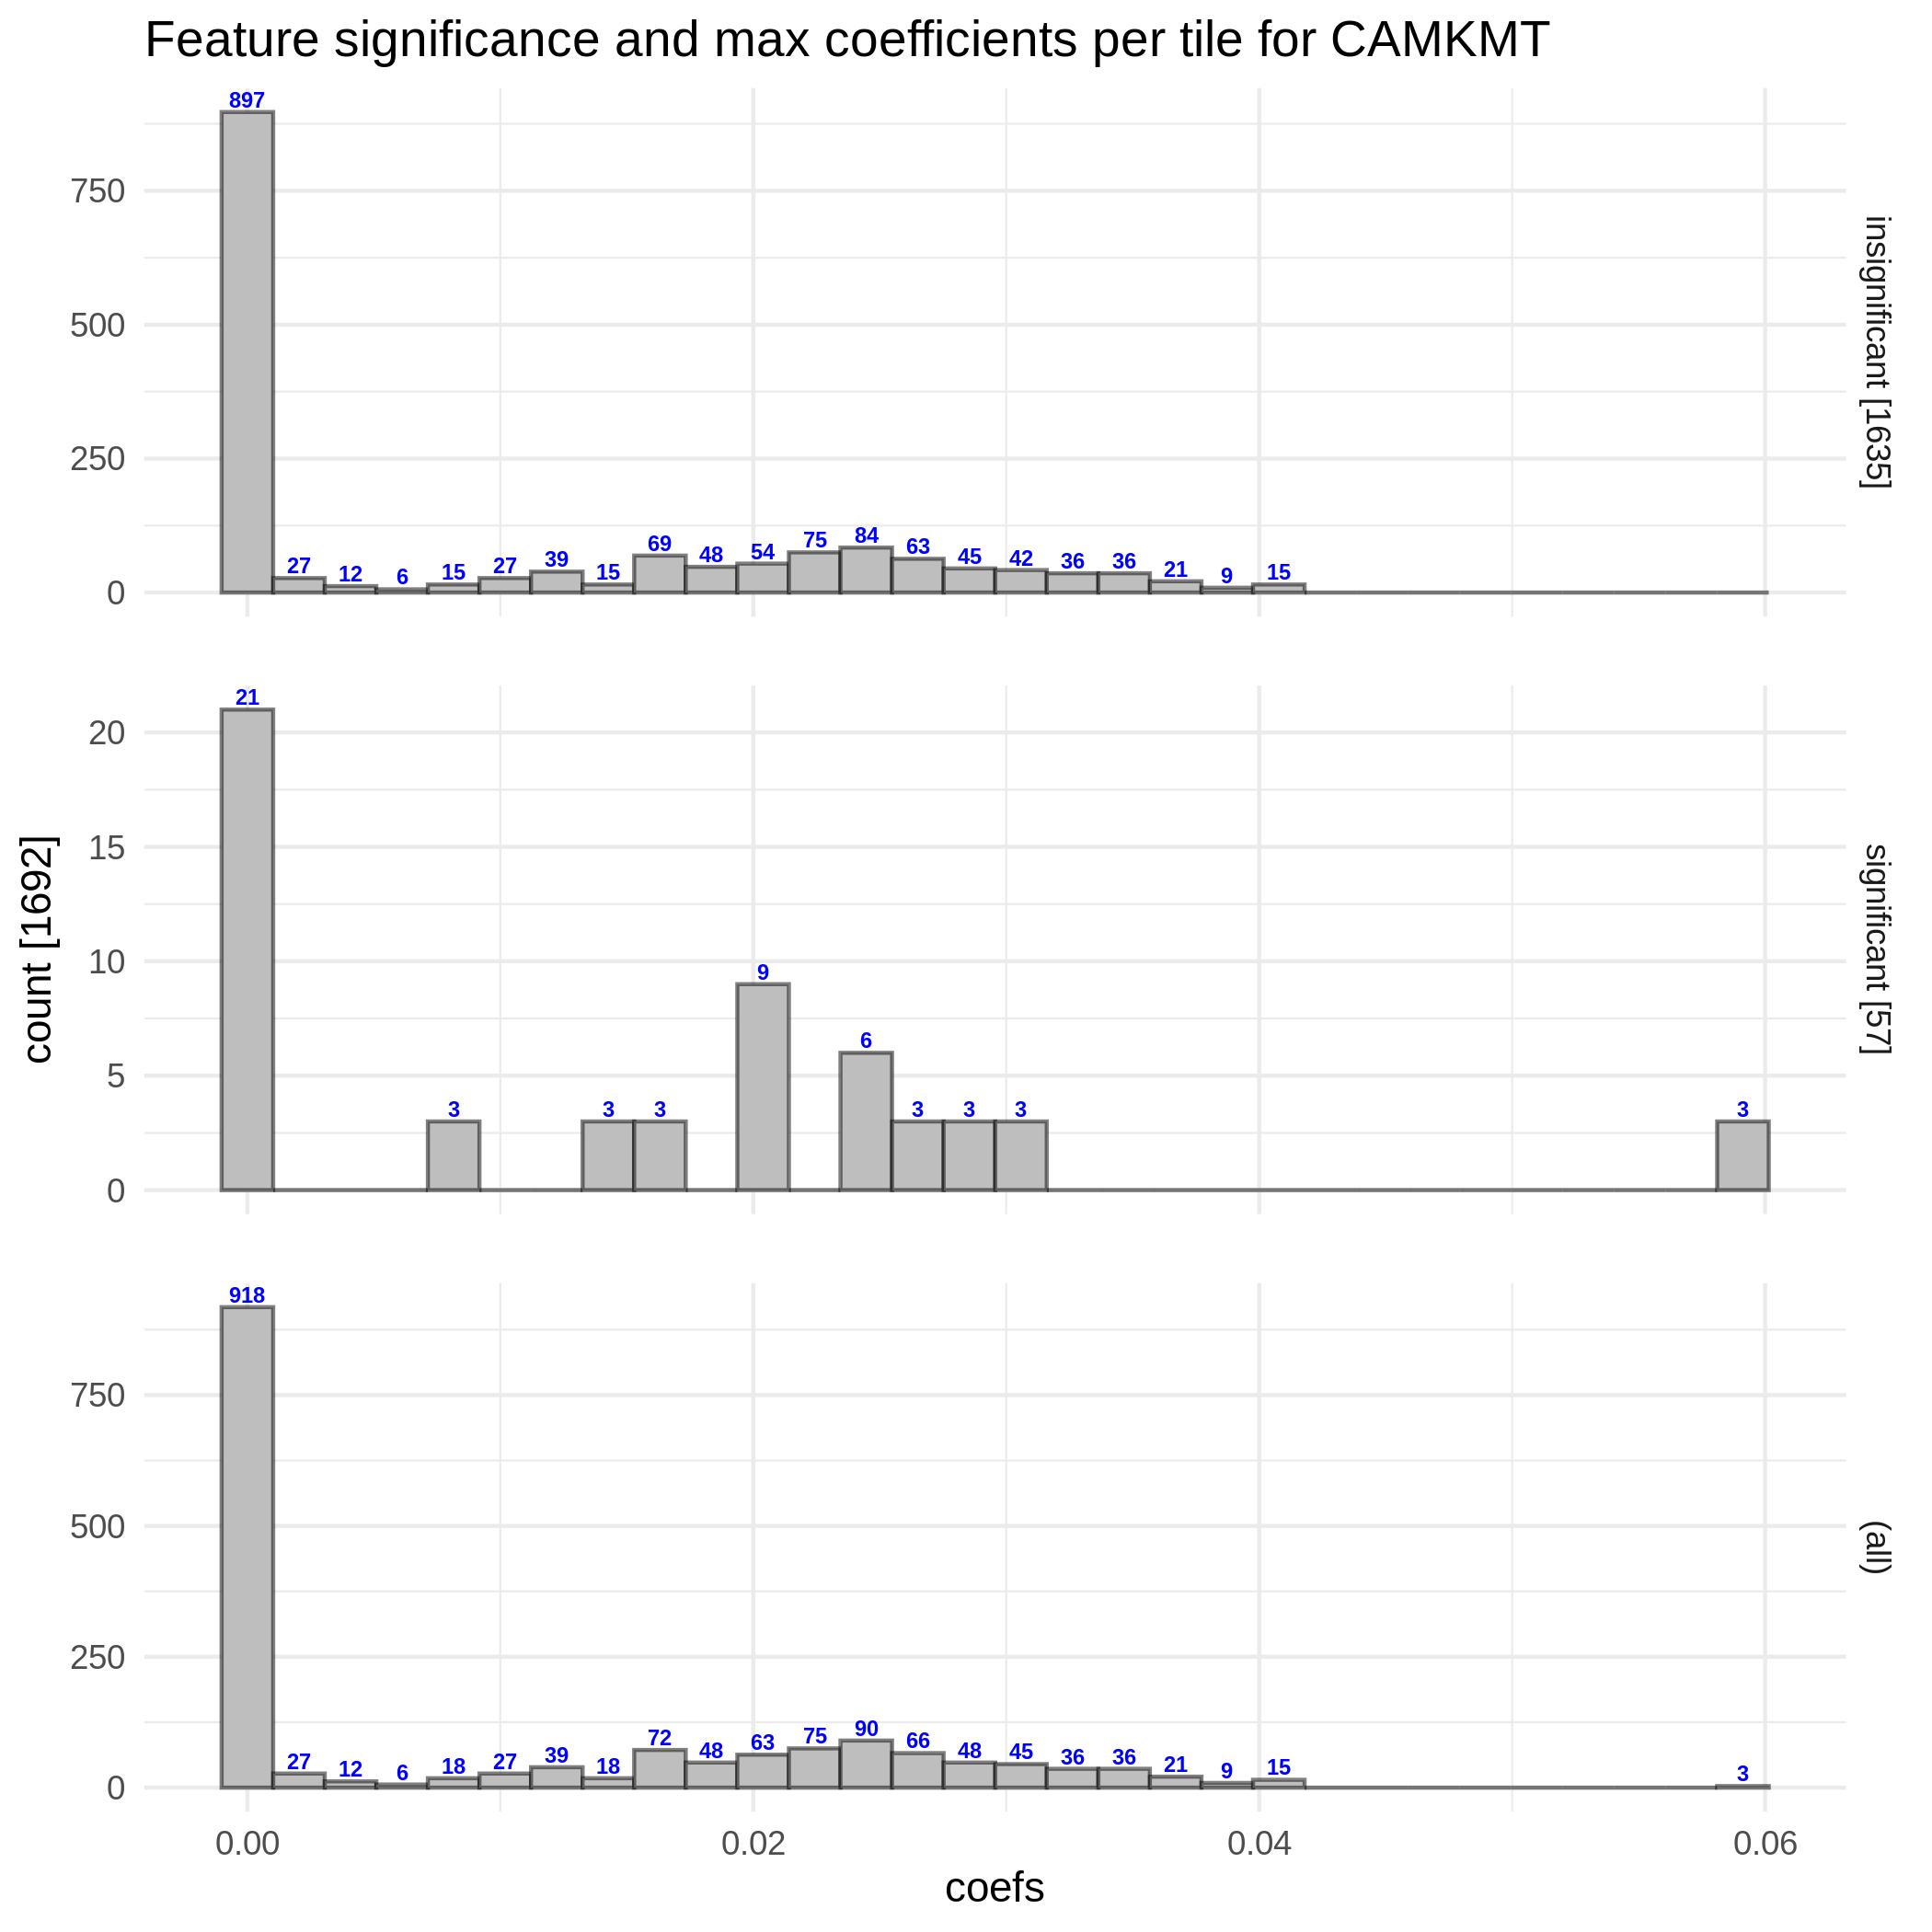 Feature significance and max coefficients per tile for CAMKMT
897
27 12 6 15 27 39 15 69 48 54 75 84 63 45 42 36 36 21 9 15
750
500
250
0
insignificant [1635]
21
3 3 3 9 6 3 3 3 3
20
15
10
5
0
significant [57]
count [1692]
918
27 12 6 18 27 39 18 72 48 63 75 90 66 48 45 36 36 21 9 15 3
750
500
250
0
(all)
0.00 0.02 0.04 0.06
coefs